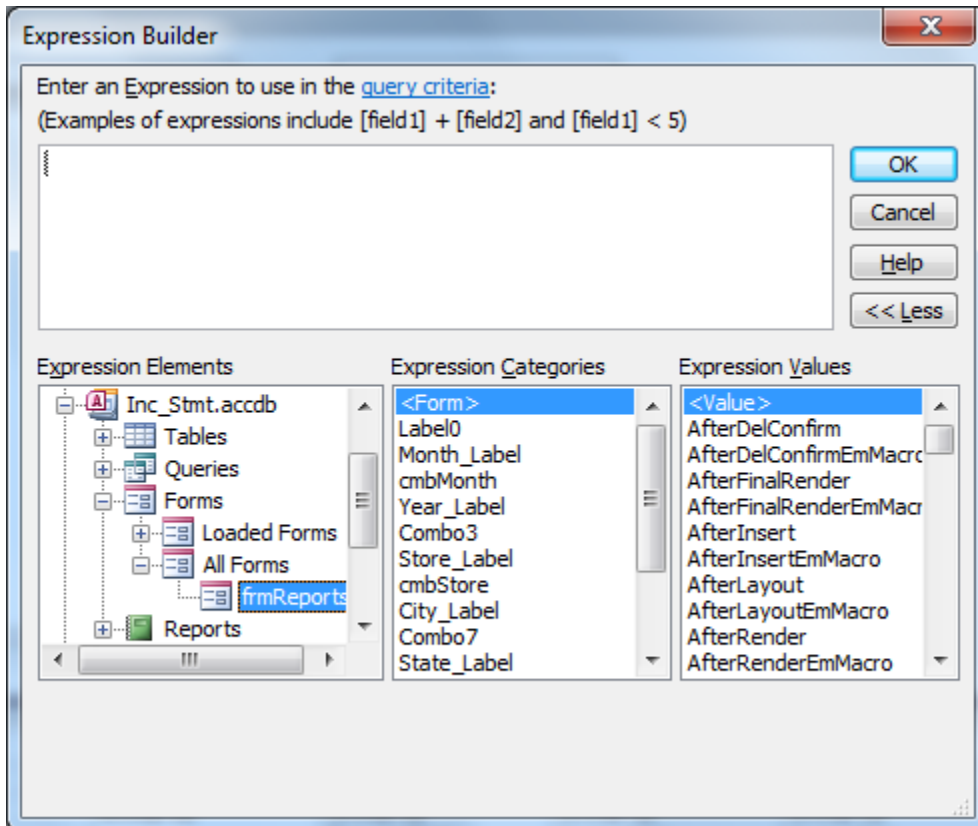 Expression Builder
Enter an Expression to use in the query criteria:
(Examples of expressions include [field1] + [field2] and [field1] < 5)
OK
Cancel
Help
<< Less
Expression Elements
Inc_Stmt.accdb
Tables
Queries
Forms
Loaded Forms
All Forms
frmReports
Reports
Expression Categories
<Form>
Label0
Month_Label
cmbMonth
Year_Label
Combo3
Store_Label
cmbStore
City_Label
Combo7
State_Label
Expression Values
<Value>
AfterDelConfirm
AfterDelConfirmEmMacro
AfterFinalRender
AfterFinalRenderEmMacr
AfterInsert
AfterInsertEmMacro
AfterLayout
AfterLayoutEmMacro
AfterRender
AfterRenderEmMacro